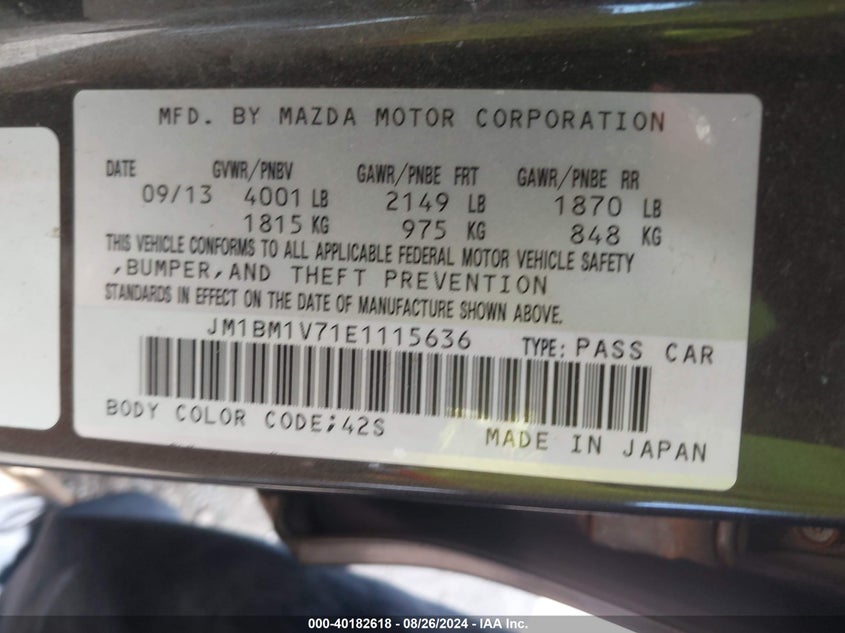 MFD. BY MAZDA MOTOR CORPORATION
DATE GVWR/PNBV GAWR/PNBE FRT GAWR/PNBE RR
09/13 4001 LB 2149 LB 1870 LB
1815 KG 975 KG 848 KG
THIS VEHICLE CONFORMS TO ALL APPLICABLE FEDERAL MOTOR VEHICLE SAFETY
,BUMPER,AND THEFT PREVENTION
STANDARDS IN EFFECT ON THE DATE OF MANUFACTURE SHOWN ABOVE.
JM1BM1V71E1115636 TYPE: PASS CAR
BODY COLOR CODE;42S
MADE IN JAPAN
000-40182618 - 08/26/2024 - IAA Inc.